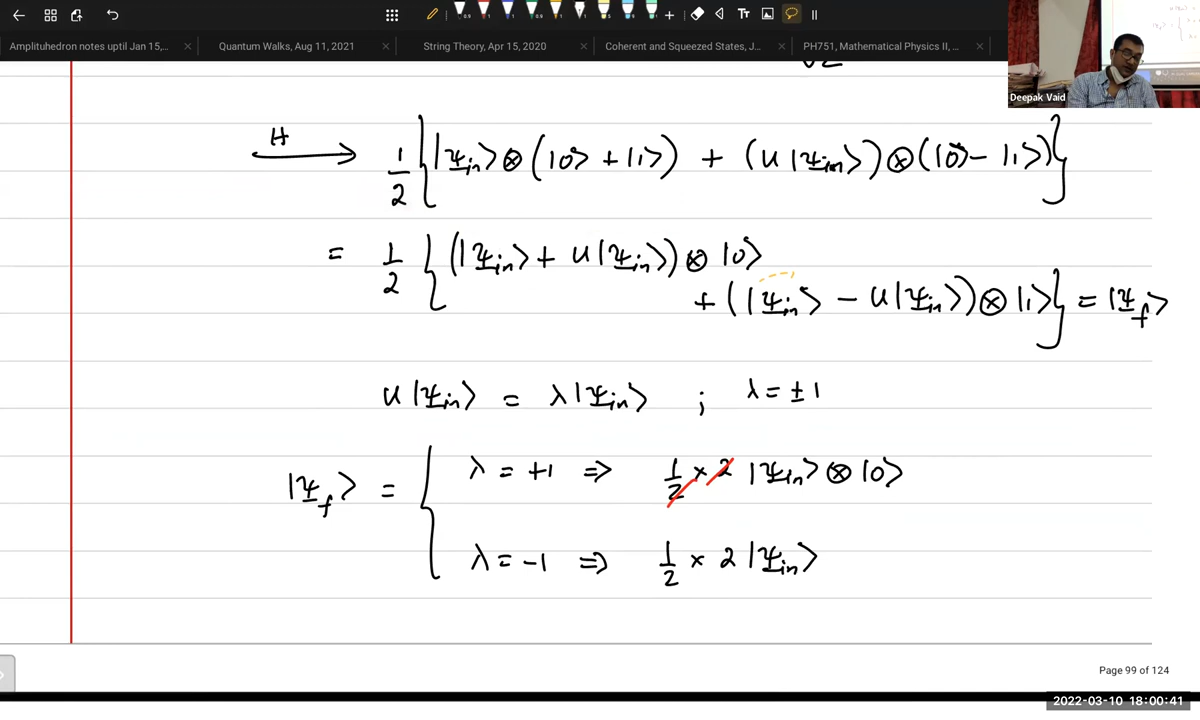 Amplituhedron notes uptil Jan 15,...
Quantum Walks, Aug 11, 2021
String Theory, Apr 15, 2020
Coherent and Squeezed States, J...
PH751, Mathematical Physics II, ...
Deepak Vaid
H→ 1/2 { |Ψin⟩ ⊗ (|0⟩ + |1⟩) + (U|Ψin⟩) ⊗ (|0⟩ - |1⟩) }
= 1/2 { (|Ψin⟩ + U|Ψin⟩) ⊗ |0⟩
+ (|Ψin⟩ - U|Ψin⟩) ⊗ |1⟩ } = |Ψf⟩
U|Ψin⟩ = λ|Ψin⟩ ; λ = ±1
|Ψf⟩ = { λ = +1 ⇒ 1/2 × 2 |Ψin⟩ ⊗ |0⟩
λ = -1 ⇒ 1/2 × 2 |Ψin⟩
Page 99 of 124
2022-03-10 18:00:41